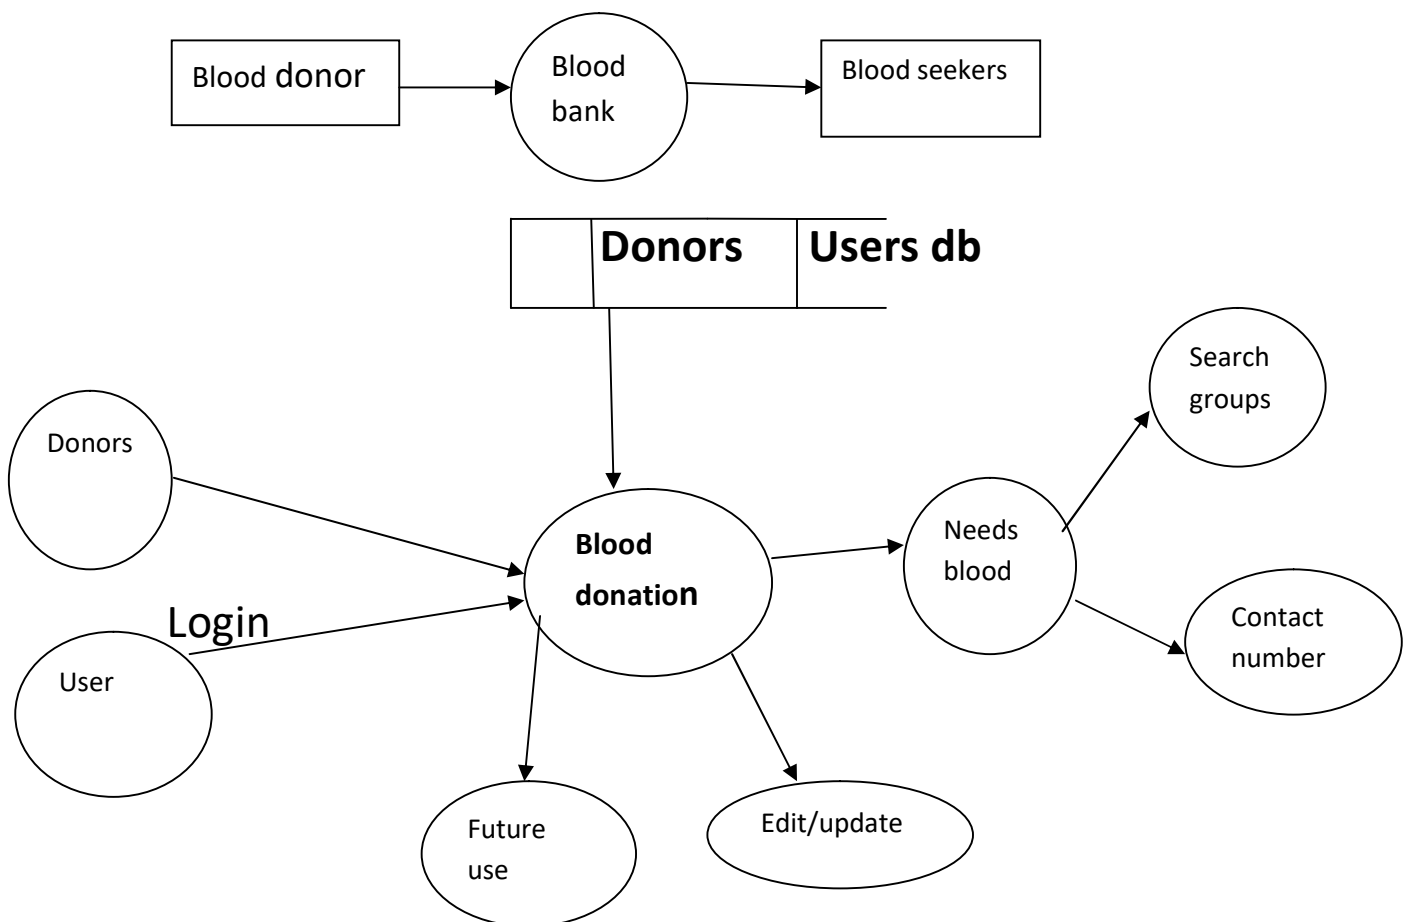 Blood donor
Blood
bank
Blood seekers
Donors
Users db
Search
groups
Donors
Blood
donation
Needs
blood
Login
User
Contact
number
Future
use
Edit/update